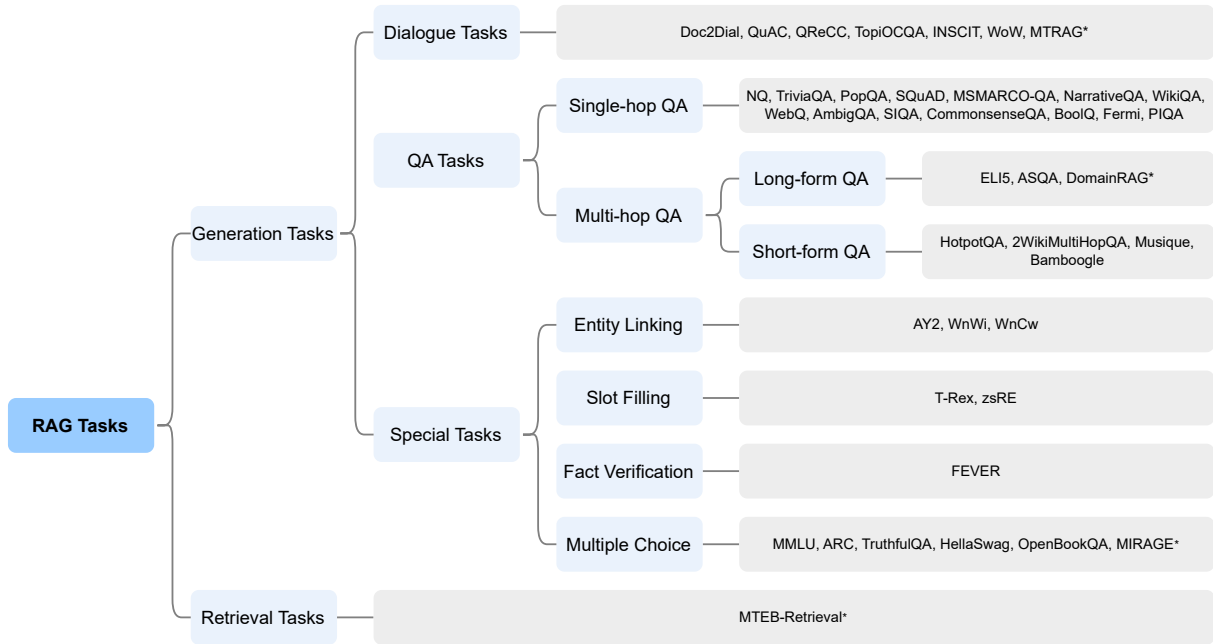 RAG Tasks
Generation Tasks
Dialogue Tasks
Doc2Dial, QuAC, QReCC, TopiOCQA, INSCIT, WoW, MTRAG*
QA Tasks
Single-hop QA
NQ, TriviaQA, PopQA, SQuAD, MSMARCO-QA, NarrativeQA, WikiQA,
WebQ, AmbigQA, SIQA, CommonsenseQA, BoolQ, Fermi, PIQA
Multi-hop QA
Long-form QA
ELI5, ASQA, DomainRAG*
Short-form QA
HotpotQA, 2WikiMultiHopQA, Musique,
Bamboogle
Special Tasks
Entity Linking
AY2, WnWi, WnCw
Slot Filling
T-Rex, zsRE
Fact Verification
FEVER
Multiple Choice
MMLU, ARC, TruthfulQA, HellaSwag, OpenBookQA, MIRAGE*
Retrieval Tasks
MTEB-Retrieval*